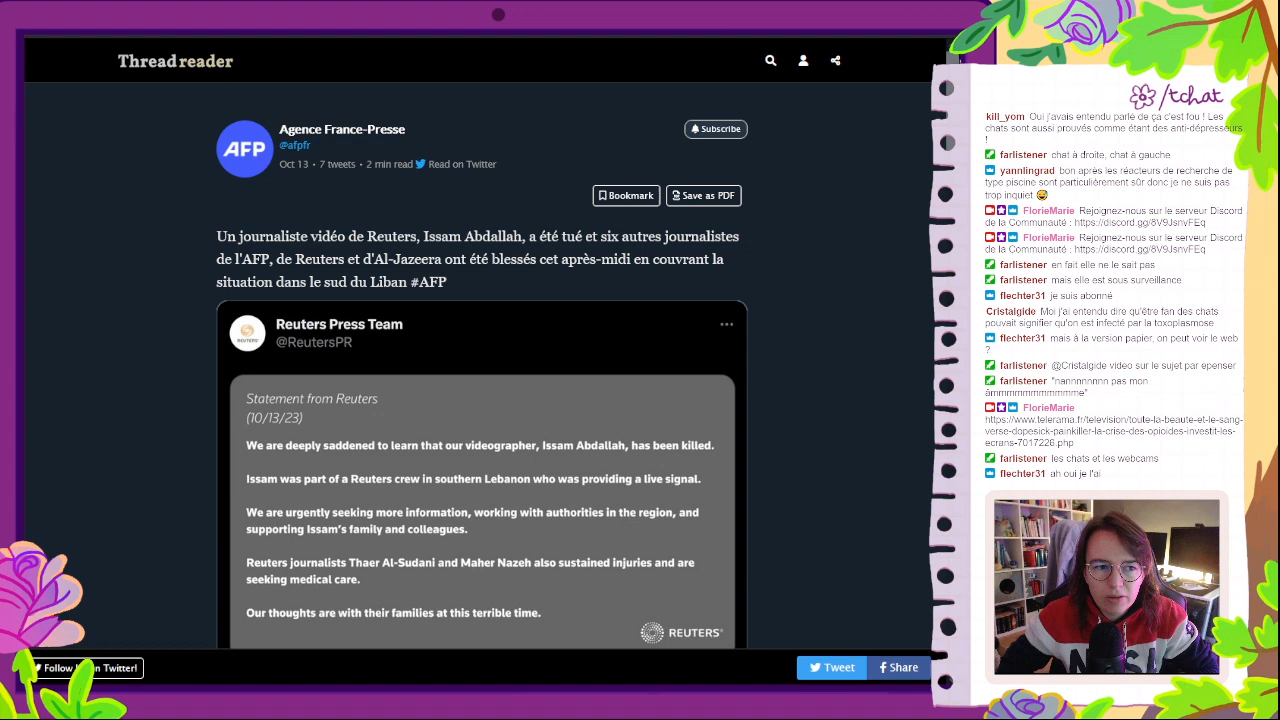 Thread reader
Agence France-Presse
@afpfr
Oct 13 • 7 tweets • 2 min read Read on Twitter
Subscribe
Bookmark
Save as PDF
Un journaliste vidéo de Reuters, Issam Abdallah, a été tué et six autres journalistes
de l'AFP, de Reuters et d'Al-Jazeera ont été blessés cet après-midi en couvrant la
situation dans le sud du Liban #AFP
Reuters Press Team
@ReutersPR
Statement from Reuters
(10/13/23)
We are deeply saddened to learn that our videographer, Issam Abdallah, has been killed.
Issam was part of a Reuters crew in southern Lebanon who was providing a live signal.
We are urgently seeking more information, working with authorities in the region, and
supporting Issam's family and colleagues.
Reuters journalists Thaer Al-Sudani and Maher Nazeh also sustained injuries and are
seeking medical care.
Our thoughts are with their families at this terrible time.
REUTERS
Tweet
Share
/tchat
kill_yom Oui j'avais entendu parlé de ça c'est fou ! Les
chats sont aussi prouvés comme étant des anti-dépresseurs
!
farlistener chat à droite, chat à gauche
yannlingrad bon après les réacteurs de recherche de
type piscine sont particulièrement sûr donc je ne suis pas
trop inquiet 😅
FlorieMarie Rejoignez-nous sur le serveur Discord
de la Communauté : https://discord.gg/8V9JsnvFEq
FlorieMarie Rejoignez-nous sur le serveur Discord
de la Communauté : https://discord.gg/8V9JsnvFEq
farlistener en fait elle ne le sait pas
farlistener mais elle est sous surveillance.
flechter31 je suis abonné
Cristalgide Moi j'ai entendu dire qu'être fan des chats
pouvait signifier qu'on est infecté par la toxoplasmose
flechter31 mais à la version papier, on peut voir le web
?
farlistener @Cristalgide video sur le sujet par epenser
farlistener "nannnnnnnn pas mon
âmmmmmmmmmmme"
FlorieMarie
https://www.telerama.fr/television/toute-la-beaute-et-le-sang-
verse-dopesick-painkiller-la-crise-des-opioides-investit-les-
ecrans-7017226.php
farlistener les chats et les webcams
flechter31 ah oui je l'ai